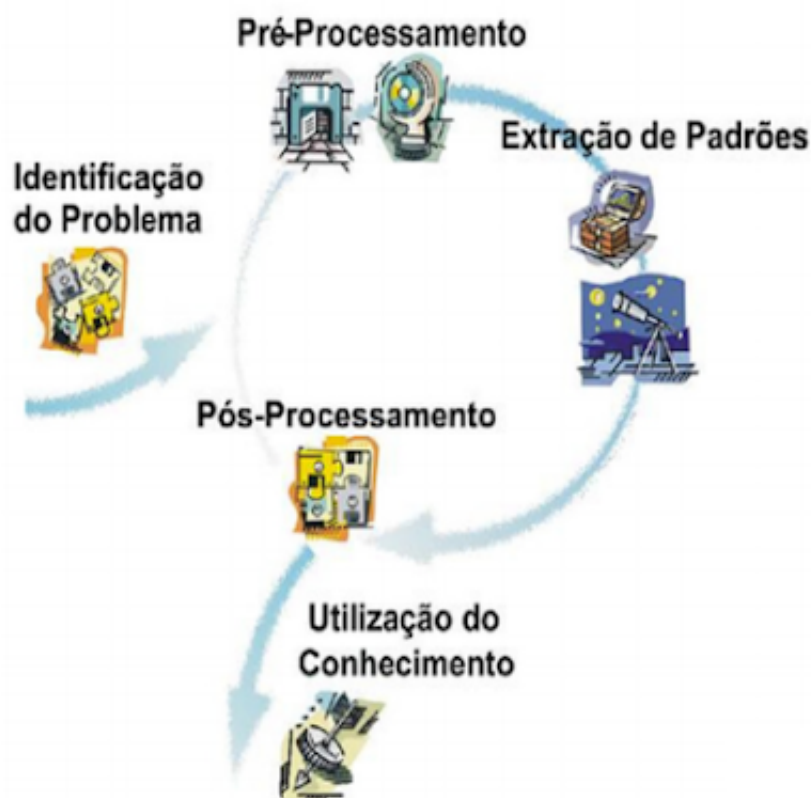 Pré-Processamento
Extração de Padrões
Identificação
do Problema
Pós-Processamento
Utilização do
Conhecimento